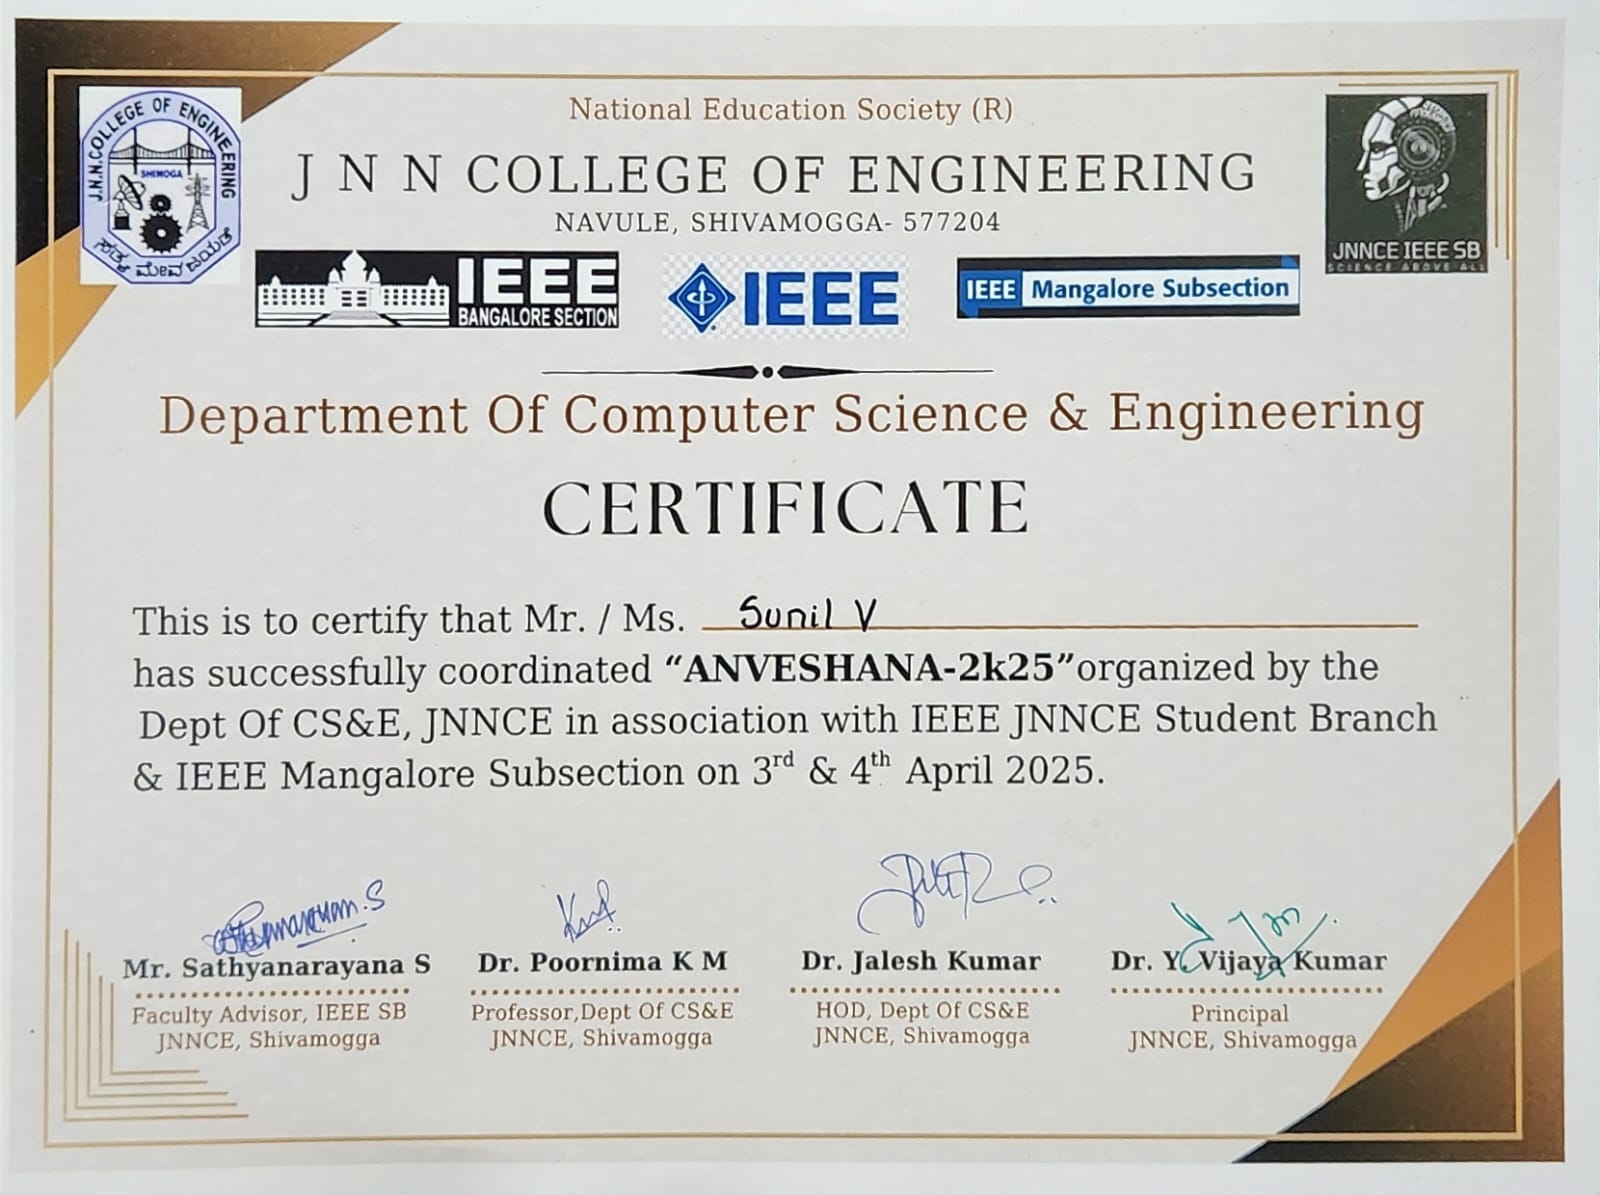 National Education Society (R)
J N N COLLEGE OF ENGINEERING
NAVULE, SHIVAMOGGA- 577204
J.N.N.COLLEGE OF ENGINEERING
SHIMOGA
ಸತ್ಯ ಮೇವ ಜಯತೆ
JNNCE IEEE SB
SCIENCE ABOVE ALL
IEEE
BANGALORE SECTION
IEEE
IEEE Mangalore Subsection
Department Of Computer Science & Engineering
CERTIFICATE
This is to certify that Mr. / Ms. Sunil V
has successfully coordinated “ANVESHANA-2k25”organized by the
Dept Of CS&E, JNNCE in association with IEEE JNNCE Student Branch
& IEEE Mangalore Subsection on 3rd & 4th April 2025.
Mr. Sathyanarayana S
Faculty Advisor, IEEE SB
JNNCE, Shivamogga
Dr. Poornima K M
Professor,Dept Of CS&E
JNNCE, Shivamogga
Dr. Jalesh Kumar
HOD, Dept Of CS&E
JNNCE, Shivamogga
Dr. Y. Vijaya Kumar
Principal
JNNCE, Shivamogga